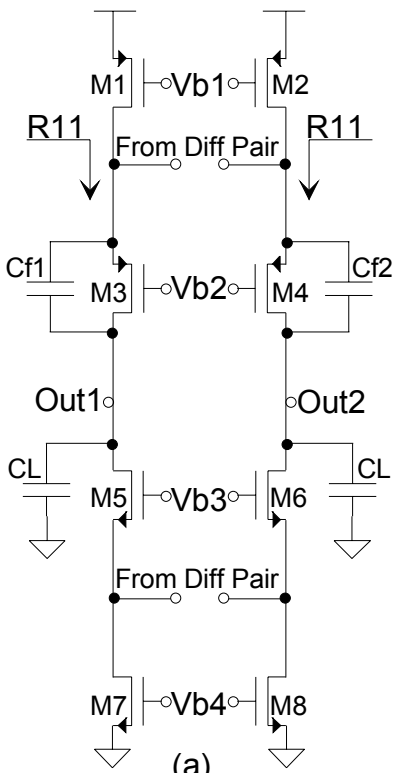 M1 Vb1 M2
R11 R11
From Diff Pair
Cf1 M3 Vb2 M4 Cf2
Out1 Out2
CL M5 Vb3 M6 CL
From Diff Pair
M7 Vb4 M8
(a)